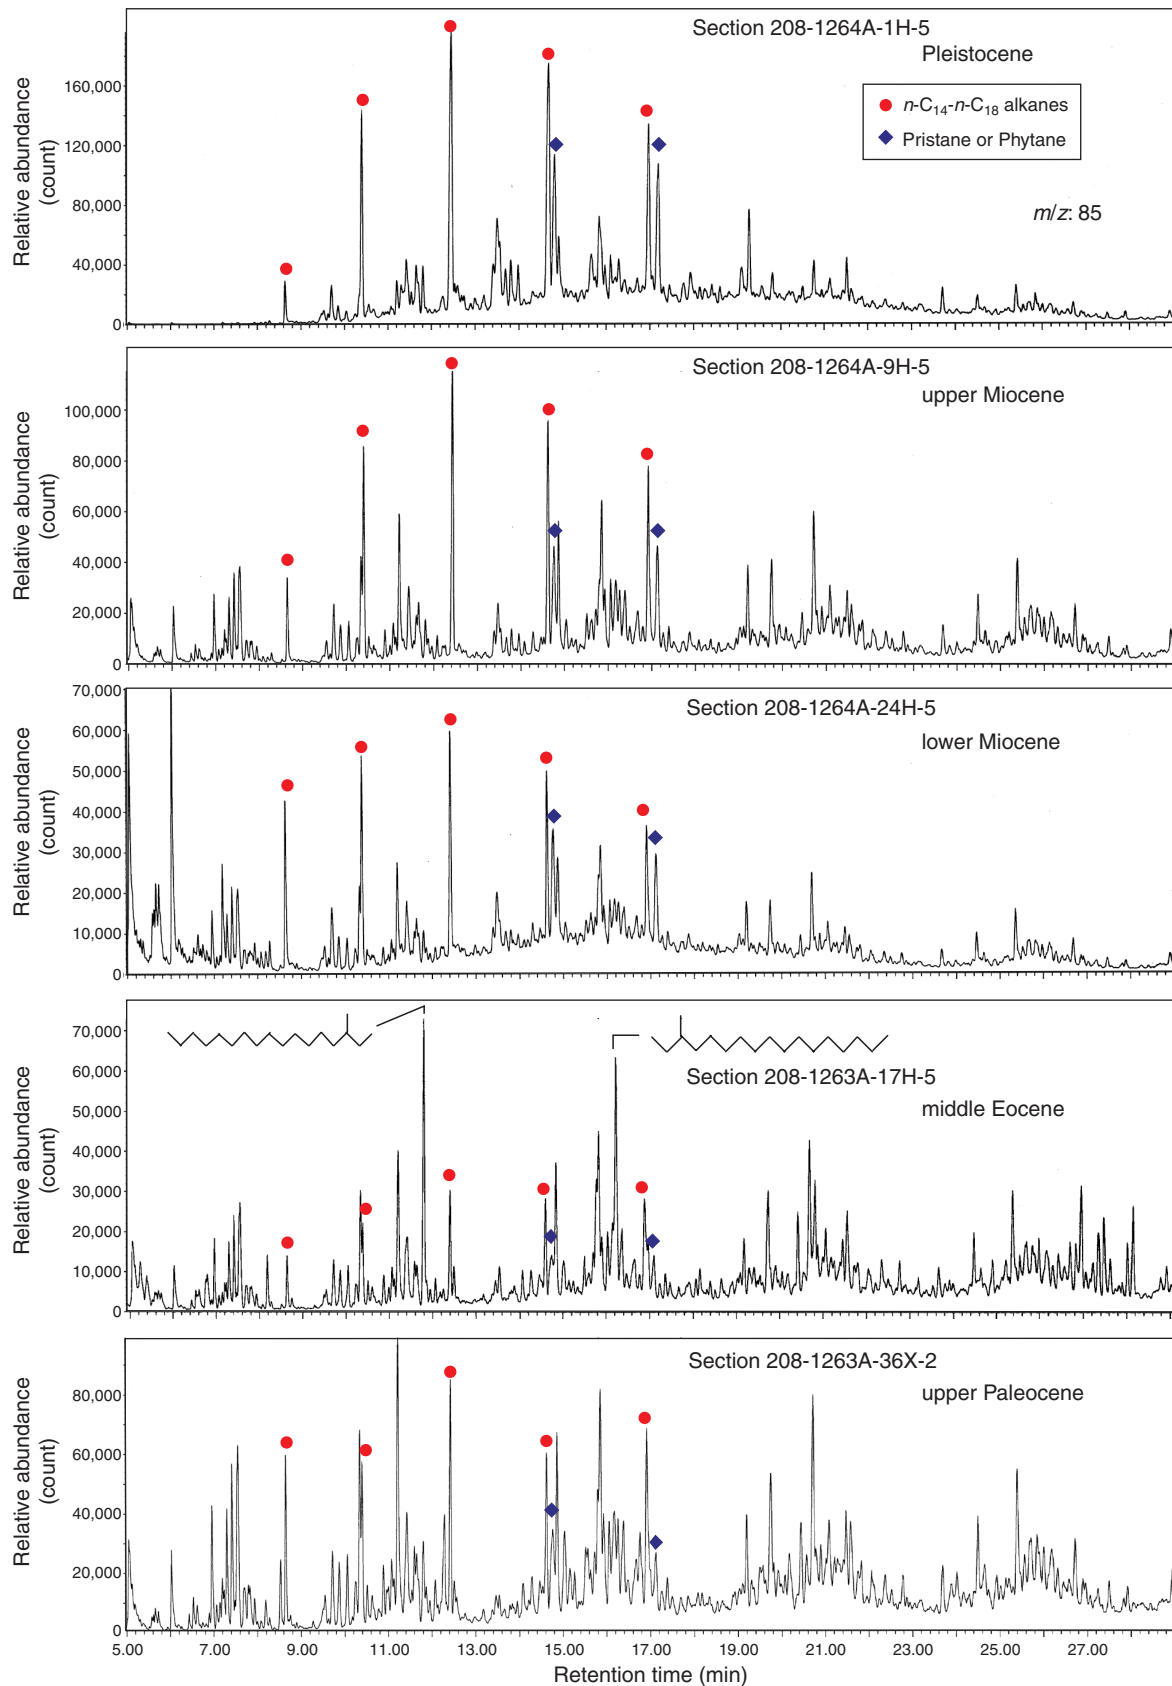 Section 208-1264A-1H-5
Pleistocene
n-C14-n-C18 alkanes
Pristane or Phytane
m/z: 85
Relative abundance
(count)
160,000
120,000
80,000
40,000
0
Section 208-1264A-9H-5
upper Miocene
Relative abundance
(count)
100,000
80,000
60,000
40,000
20,000
0
Section 208-1264A-24H-5
lower Miocene
Relative abundance
(count)
70,000
60,000
50,000
40,000
30,000
20,000
10,000
0
Section 208-1263A-17H-5
middle Eocene
Relative abundance
(count)
70,000
60,000
50,000
40,000
30,000
20,000
10,000
0
Section 208-1263A-36X-2
upper Paleocene
Relative abundance
(count)
80,000
60,000
40,000
20,000
0
5.00 7.00 9.00 11.00 13.00 15.00 17.00 19.00 21.00 23.00 25.00 27.00
Retention time (min)